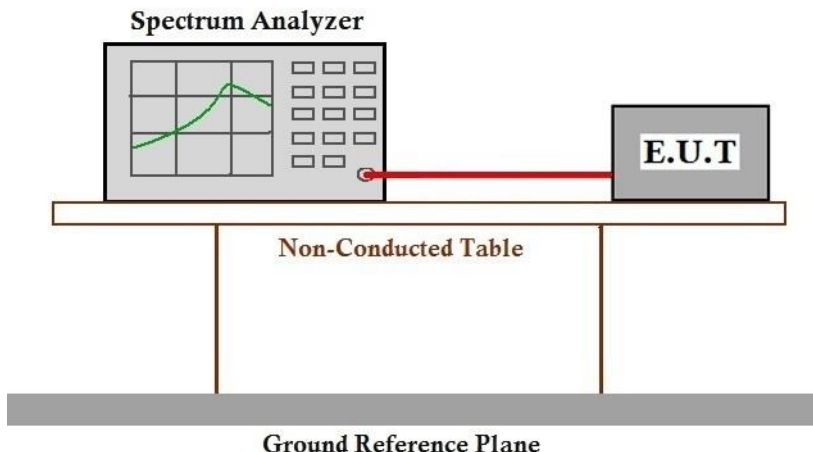 Spectrum Analyzer
E.U.T
Non-Conducted Table
Ground Reference Plane